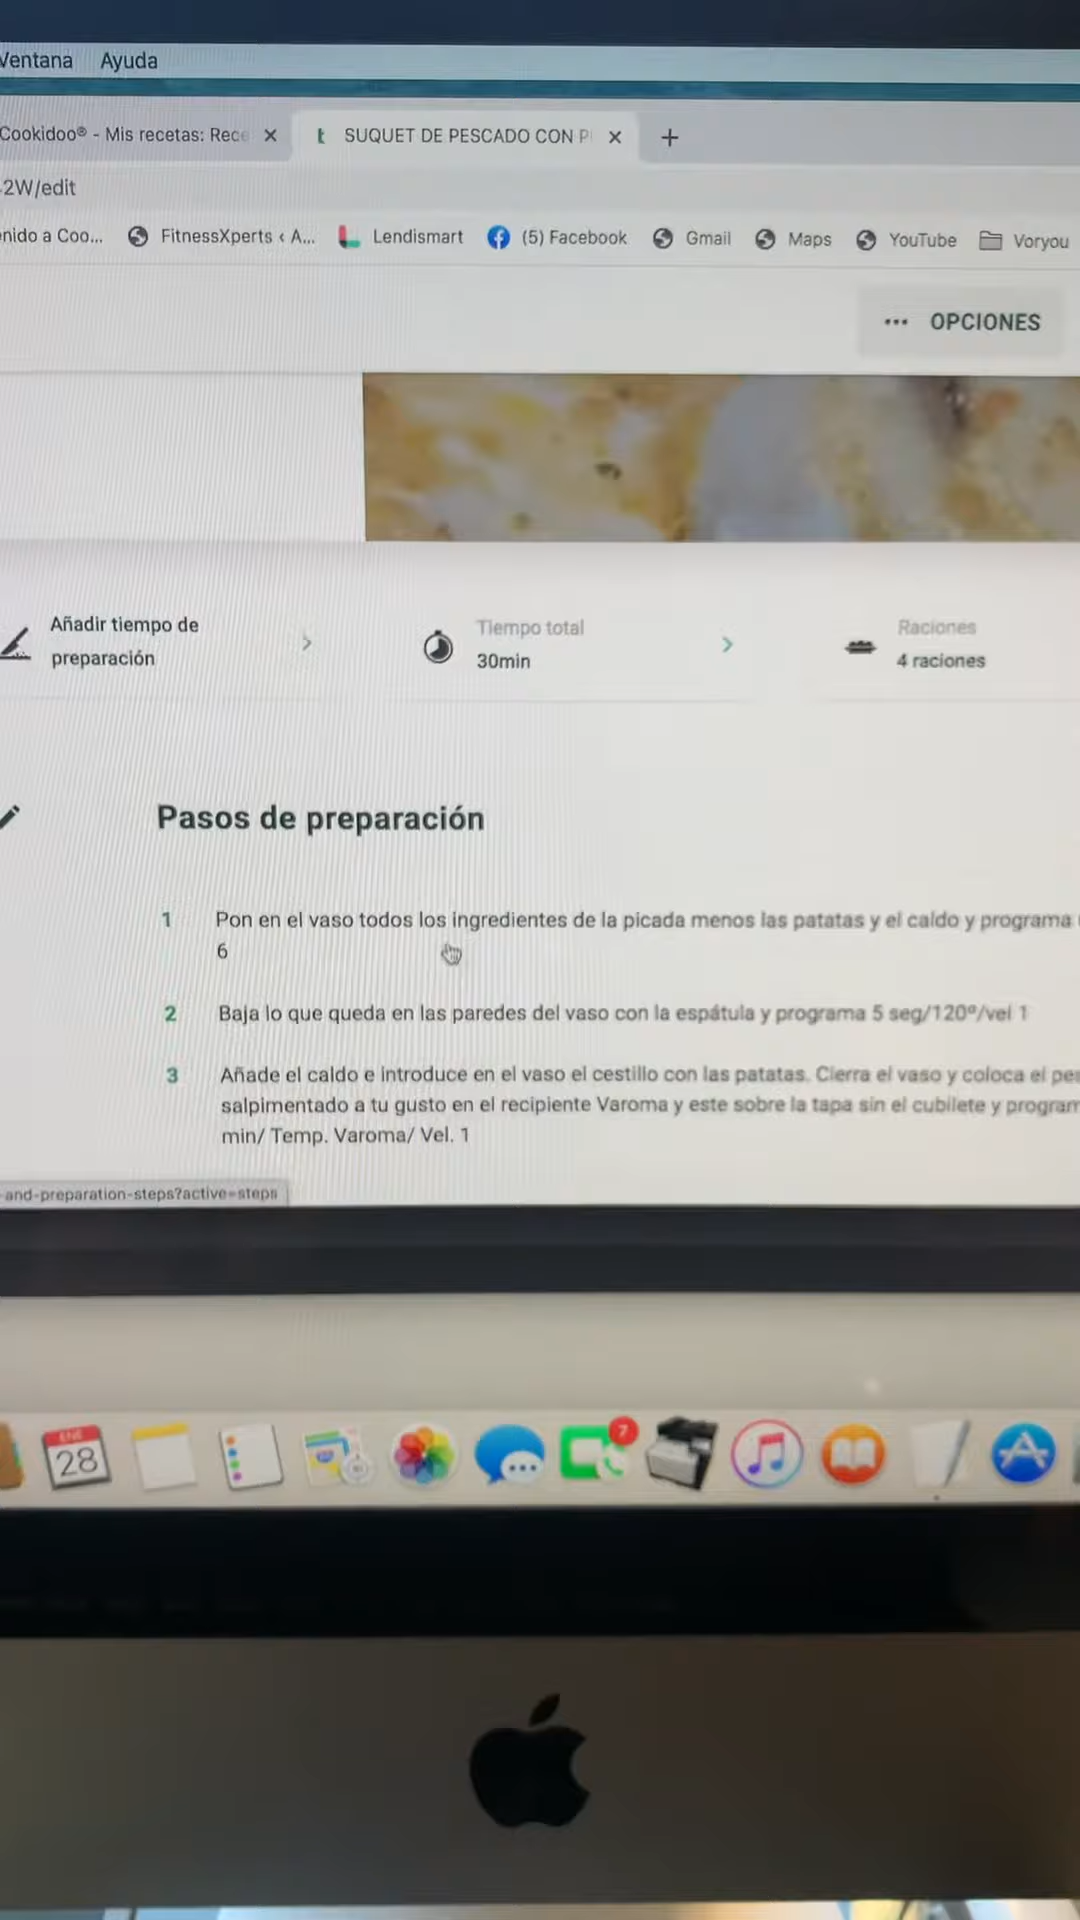 Ventana Ayuda
Cookidoo® - Mis recetas: Rece
SUQUET DE PESCADO CON P
2W/edit
nido a Coo... FitnessXperts ‹ A... Lendismart (5) Facebook Gmail Maps YouTube Voryou
... OPCIONES
Añadir tiempo de
preparación
Tiempo total
30min
Raciones
4 raciones
Pasos de preparación
1 Pon en el vaso todos los ingredientes de la picada menos las patatas y el caldo y programa
6
2 Baja lo que queda en las paredes del vaso con la espátula y programa 5 seg/120º/vel 1
3 Añade el caldo e introduce en el vaso el cestillo con las patatas. Cierra el vaso y coloca el pes
salpimentado a tu gusto en el recipiente Varoma y este sobre la tapa sin el cubilete y program
min/ Temp. Varoma/ Vel. 1
-and-preparation-steps?active=steps
ENE
28
7